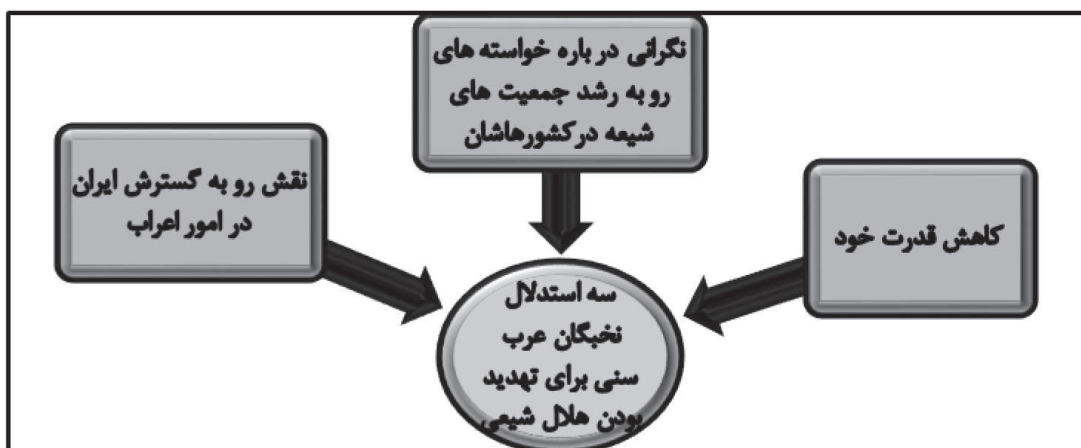 نگرانی در باره خواسته های
رو به رشد جمعیت های
شیعه درکشورهاشان
کاهش قدرت خود
نقش رو به گسترش ایران
در امور اعراب
سه استدلال
نخبگان عرب
سنی برای تهدید
بودن هلال شیعی